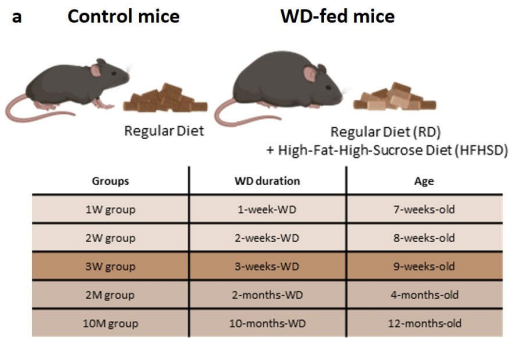 a
Control mice
WD-fed mice
Regular Diet
Regular Diet (RD)
+ High-Fat-High-Sucrose Diet (HFHSD)
Groups WD duration Age
1W group 1-week-WD 7-weeks-old
2W group 2-weeks-WD 8-weeks-old
3W group 3-weeks-WD 9-weeks-old
2M group 2-months-WD 4-months-old
10M group 10-months-WD 12-months-old